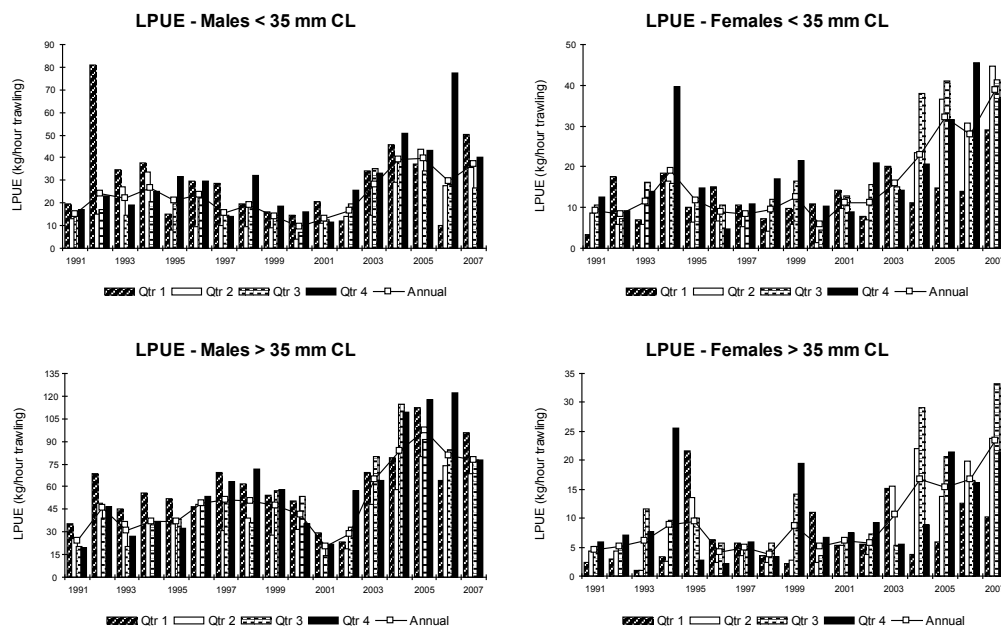 LPUE - Males < 35 mm CL
LPUE (kg/hour trawling)
90
80
70
60
50
40
30
20
10
0
1991 1993 1995 1997 1999 2001 2003 2005 2007
Qtr 1 Qtr 2 Qtr 3 Qtr 4 Annual
LPUE - Females < 35 mm CL
LPUE (kg/hour trawling)
50
40
30
20
10
0
1991 1993 1995 1997 1999 2001 2003 2005 2007
Qtr 1 Qtr 2 Qtr 3 Qtr 4 Annual
LPUE - Males > 35 mm CL
LPUE (kg/hour trawling)
135
120
105
90
75
60
45
30
15
0
1991 1993 1995 1997 1999 2001 2003 2005 2007
Qtr 1 Qtr 2 Qtr 3 Qtr 4 Annual
LPUE - Females > 35 mm CL
LPUE (kg/hour trawling)
35
30
25
20
15
10
5
0
1991 1993 1995 1997 1999 2001 2003 2005 2007
Qtr 1 Qtr 2 Qtr 3 Qtr 4 Annual